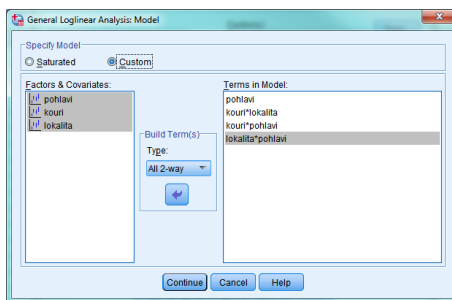 General Loglinear Analysis: Model
Specify Model
Saturated
Custom
Factors & Covariates:
pohlavi
kouri
lokalita
Build Term(s)
Type:
All 2-way
Terms in Model:
pohlavi
kouri*lokalita
kouri*pohlavi
lokalita*pohlavi
Continue
Cancel
Help